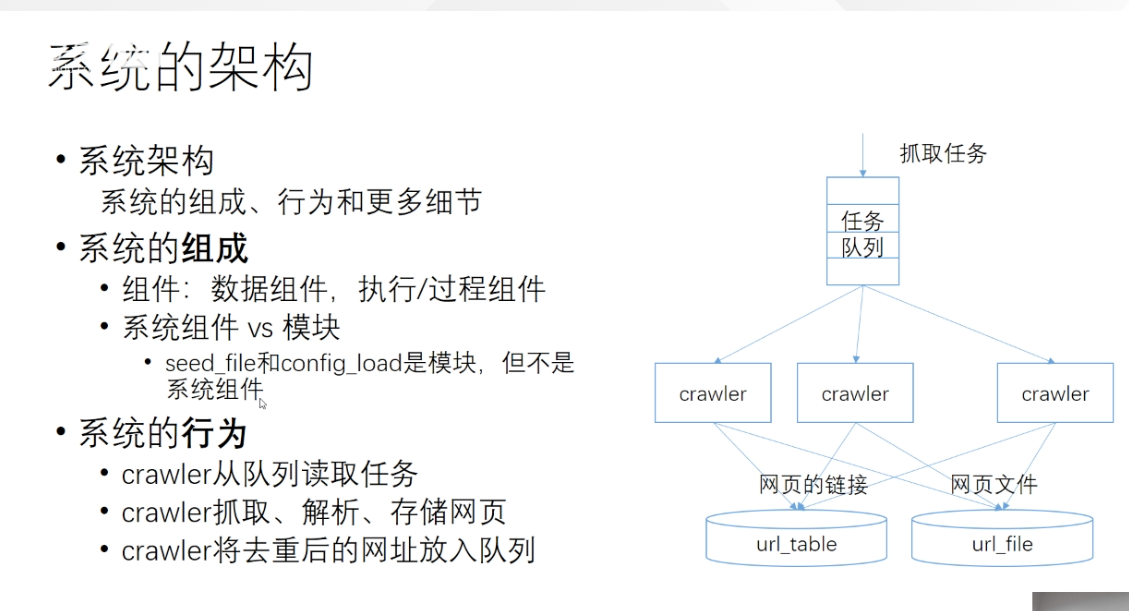 系统的架构
• 系统架构
系统的组成、行为和更多细节
• 系统的组成
• 组件：数据组件，执行/过程组件
• 系统组件 vs 模块
• seed_file和config_load是模块，但不是
系统组件
• 系统的行为
• crawler从队列读取任务
• crawler抓取、解析、存储网页
• crawler将去重后的网址放入队列
抓取任务
任务
队列
crawler
crawler
crawler
网页的链接
网页文件
url_table
url_file